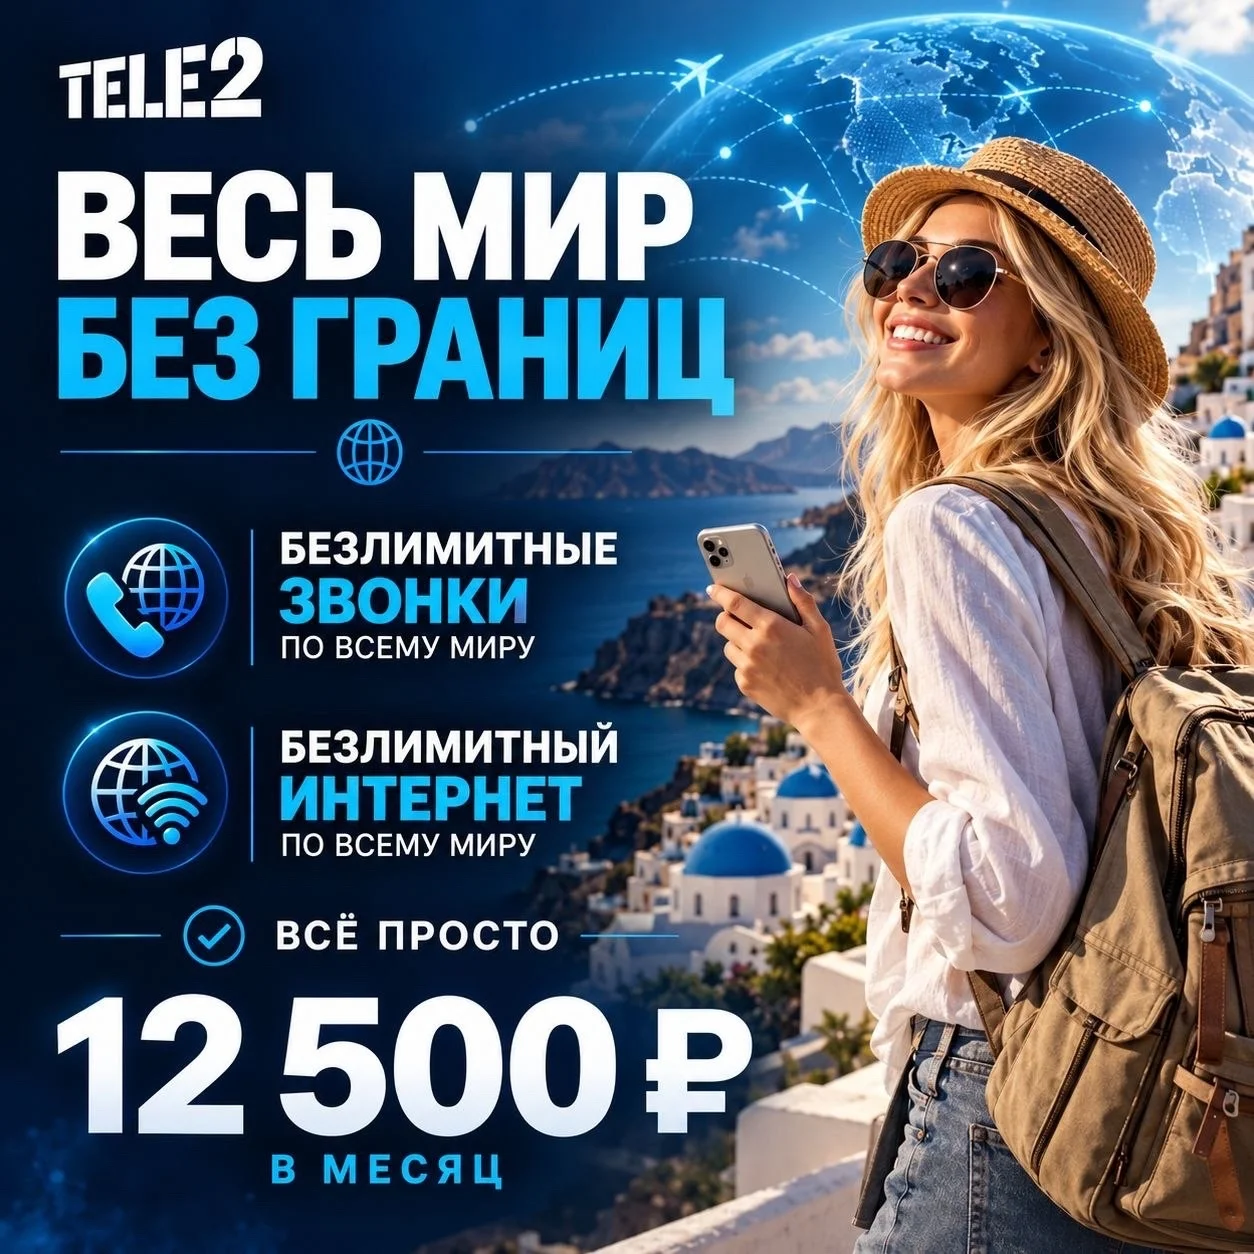 TELE2
ВЕСЬ МИР
БЕЗ ГРАНИЦ
БЕЗЛИМИТНЫЕ
ЗВОНКИ
ПО ВСЕМУ МИРУ
БЕЗЛИМИТНЫЙ
ИНТЕРНЕТ
ПО ВСЕМУ МИРУ
ВСЁ ПРОСТО
12 500 ₽
В МЕСЯЦ